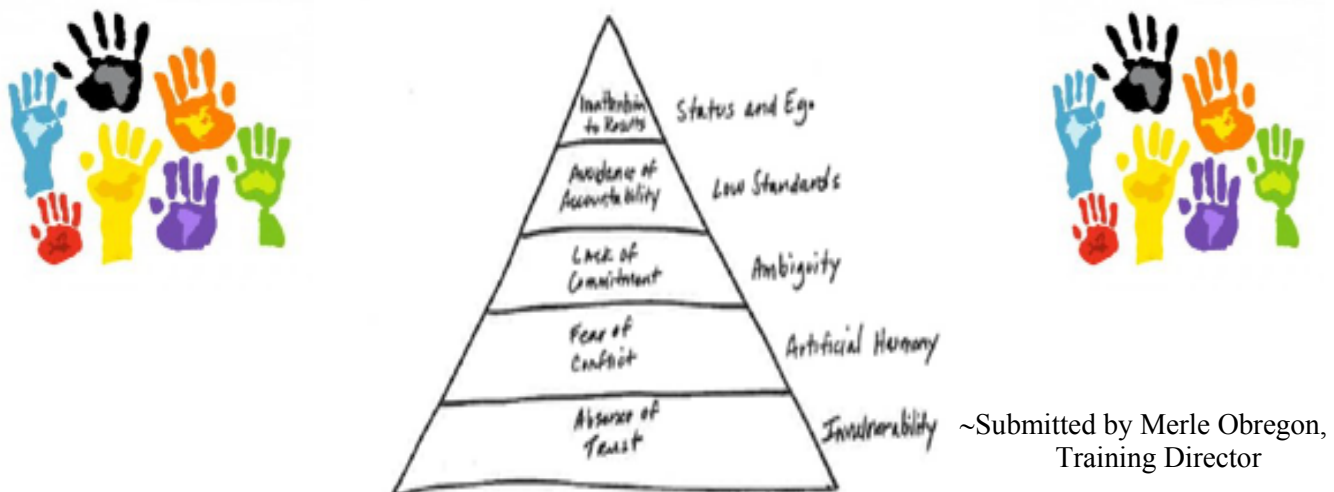 Inattention
to Results
Status and Ego
Avoidance of
Accountability
Low Standards
Lack of
Commitment
Ambiguity
Fear of
Conflict
Artificial Harmony
Absence of
Trust
Invulnerability
~Submitted by Merle Obregon,
Training Director